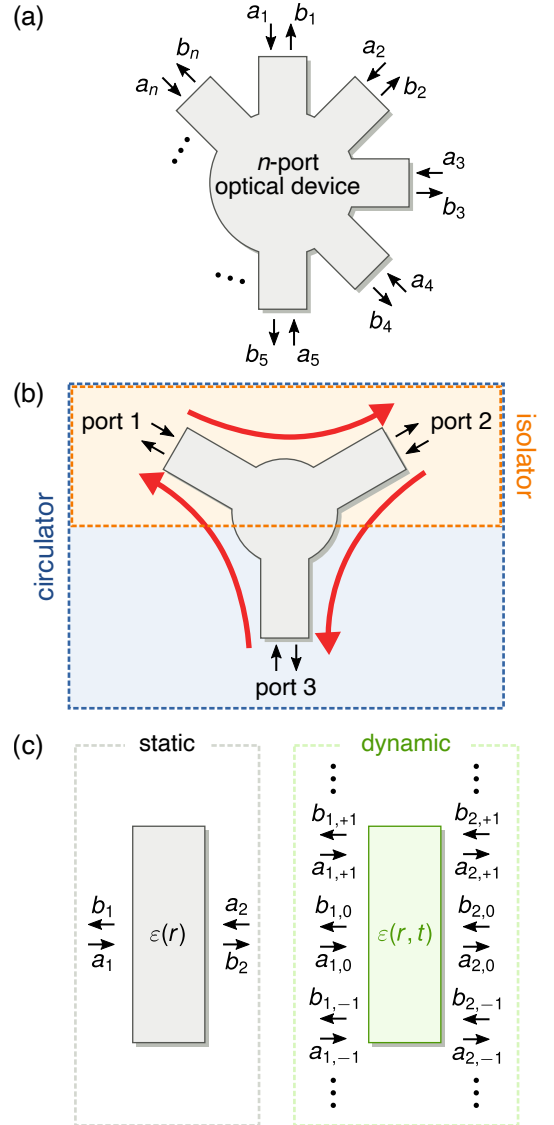 (a)
a₁ b₁
bₙ a₂
aₙ b₂
n-port
optical device
a₃
b₃
a₄
b₄
b₅ a₅
(b)
port 1 port 2
isolator
circulator
port 3
(c)
static dynamic
b₁,₊₁ b₂,₊₁
a₁,₊₁ a₂,₊₁
b₁ a₂ b₁,₀ b₂,₀
ε(r) ε(r, t)
a₁ b₂ a₁,₀ a₂,₀
b₁,₋₁ b₂,₋₁
a₁,₋₁ a₂,₋₁